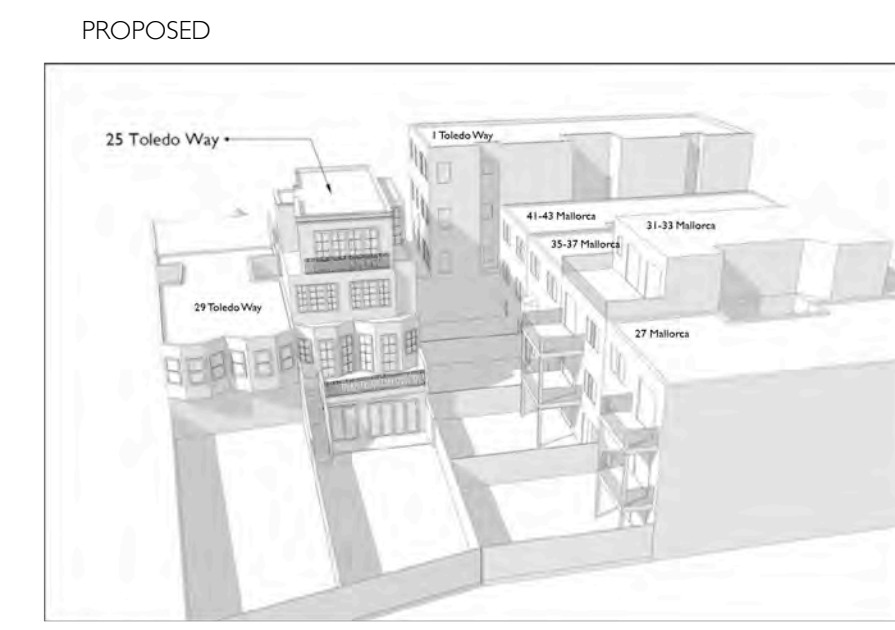 PROPOSED
25 Toledo Way
1 Toledo Way
41-43 Mallorca
31-33 Mallorca
35-37 Mallorca
29 Toledo Way
27 Mallorca